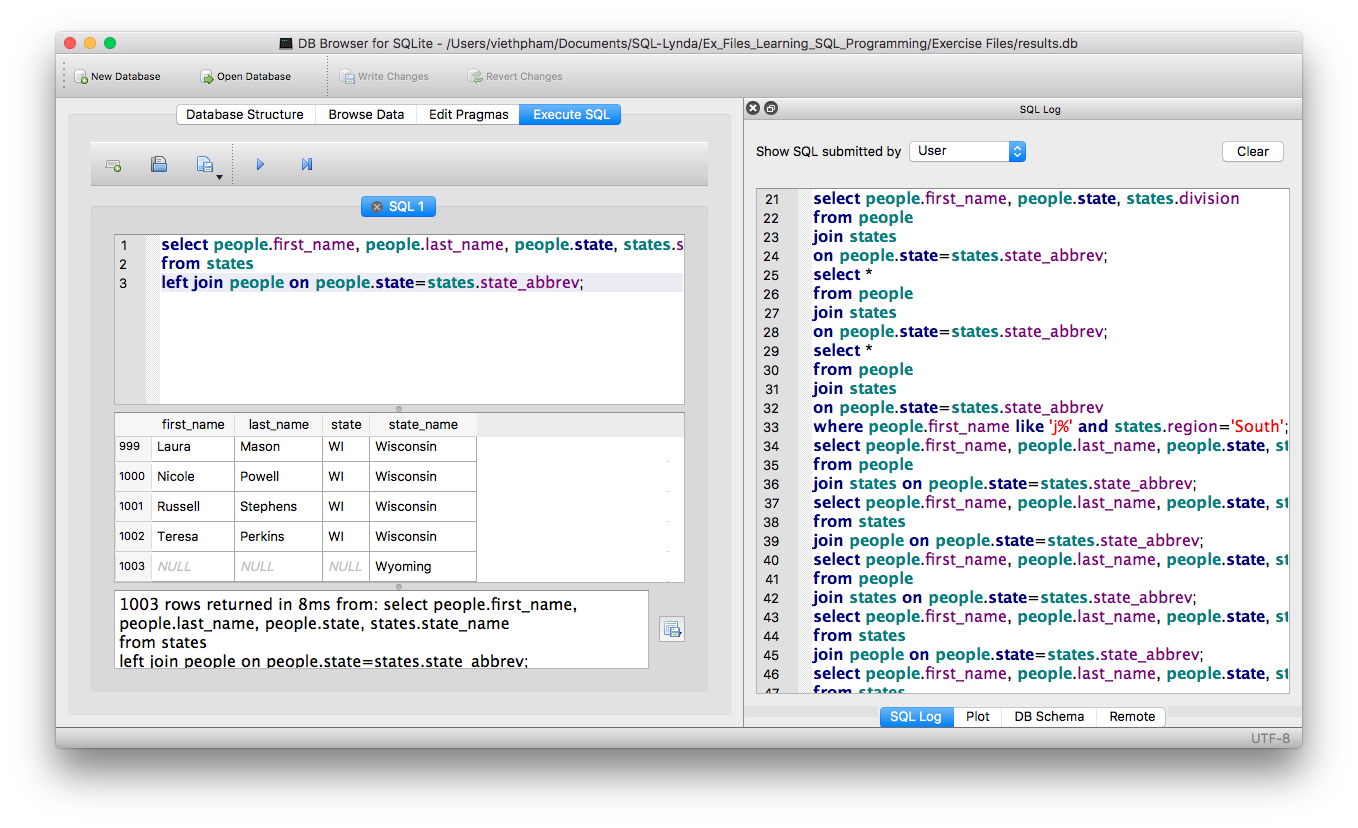 DB Browser for SQLite - /Users/viethpham/Documents/SQL-Lynda/Ex_Files_Learning_SQL_Programming/Exercise Files/results.db
New Database Open Database Write Changes Revert Changes
Database Structure Browse Data Edit Pragmas Execute SQL
SQL 1
1 select people.first_name, people.last_name, people.state, states.s
2 from states
3 left join people on people.state=states.state_abbrev;
first_name last_name state state_name
999 Laura Mason WI Wisconsin
1000 Nicole Powell WI Wisconsin
1001 Russell Stephens WI Wisconsin
1002 Teresa Perkins WI Wisconsin
1003 NULL NULL NULL Wyoming
1003 rows returned in 8ms from: select people.first_name,
people.last_name, people.state, states.state_name
from states
left join people on people.state=states.state_abbrev;
SQL Log
Show SQL submitted by User Clear
21 select people.first_name, people.state, states.division
22 from people
23 join states
24 on people.state=states.state_abbrev;
25 select *
26 from people
27 join states
28 on people.state=states.state_abbrev;
29 select *
30 from people
31 join states
32 on people.state=states.state_abbrev
33 where people.first_name like 'j%' and states.region='South';
34 select people.first_name, people.last_name, people.state, st
35 from people
36 join states on people.state=states.state_abbrev;
37 select people.first_name, people.last_name, people.state, st
38 from states
39 join people on people.state=states.state_abbrev;
40 select people.first_name, people.last_name, people.state, st
41 from people
42 join states on people.state=states.state_abbrev;
43 select people.first_name, people.last_name, people.state, st
44 from states
45 join people on people.state=states.state_abbrev;
46 select people.first_name, people.last_name, people.state, st
47 from states
SQL Log Plot DB Schema Remote
UTF-8